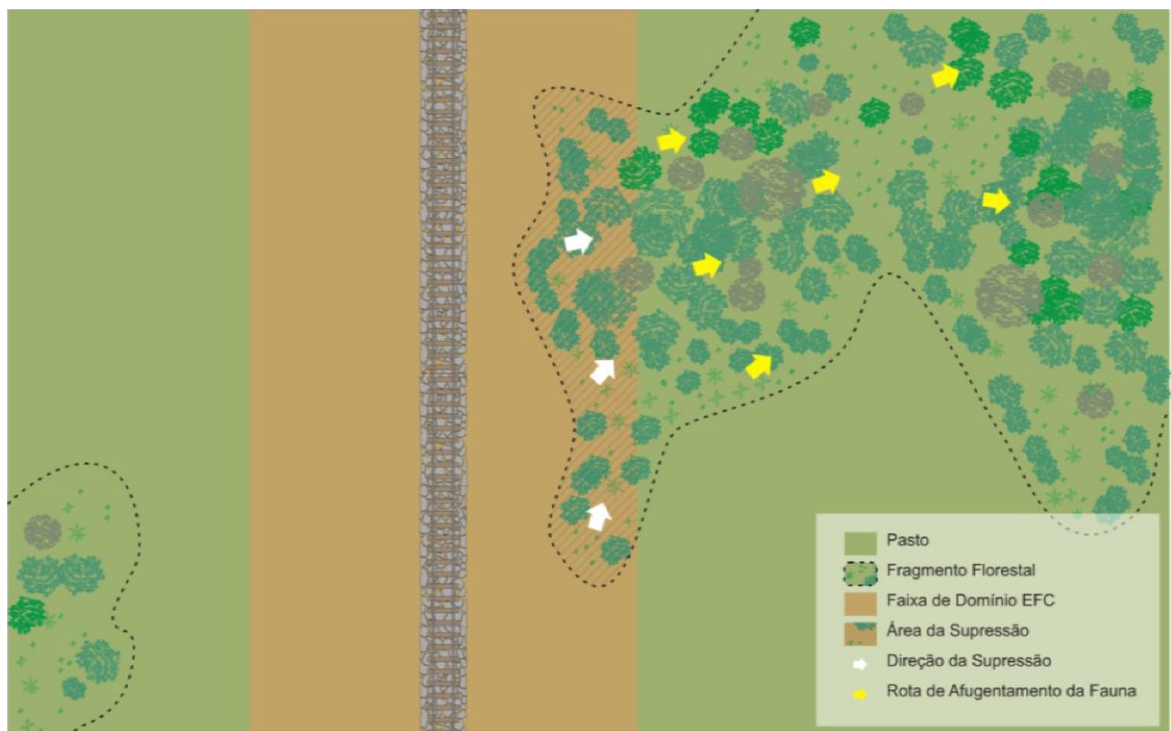 Pasto
Fragmento Florestal
Faixa de Domínio EFC
Área da Supressão
Direção da Supressão
Rota de Afugentamento da Fauna